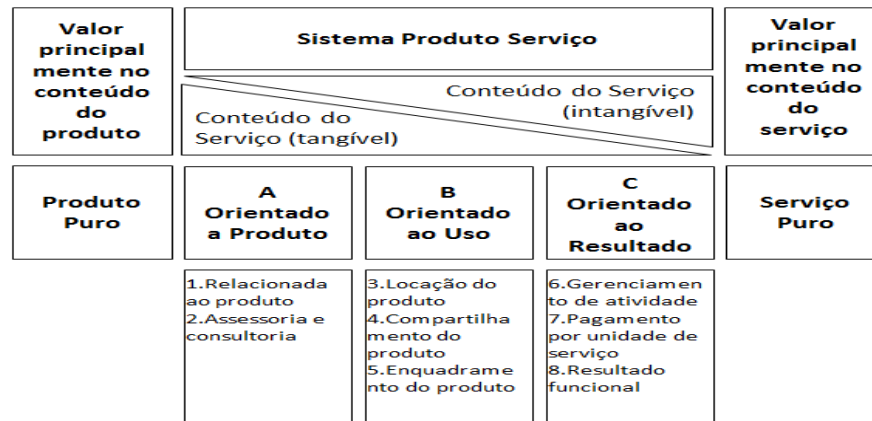 Valor
principal
mente no
conteúdo
do
produto
Sistema Produto Serviço
Conteúdo do Serviço
(intangível)
Conteúdo do
Serviço (tangível)
Valor
principal
mente no
conteúdo
do
serviço
Produto
Puro
A
Orientado
a Produto
B
Orientado
ao Uso
C
Orientado
ao
Resultado
Serviço
Puro
1.Relacionada
ao produto
2.Assessoria e
consultoria
3.Locação do
produto
4.Compartilha
mento do
produto
5.Enquadrame
nto do produto
6.Gerenciamen
to de atividade
7.Pagamento
por unidade de
serviço
8.Resultado
funcional